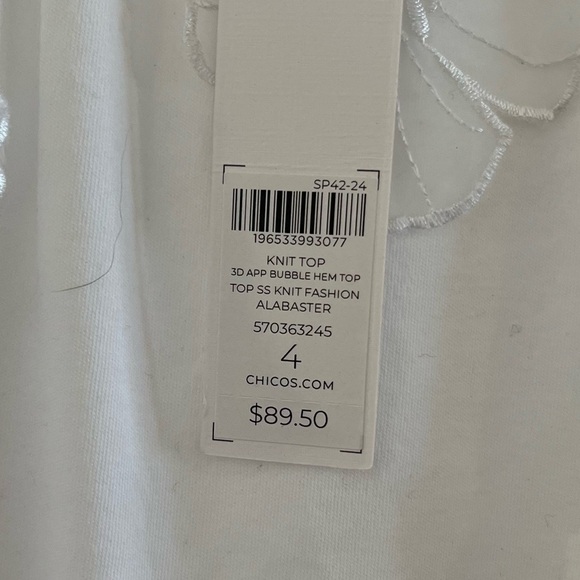 SP42-24
196533993077
KNIT TOP
3D APP BUBBLE HEM TOP
TOP SS KNIT FASHION
ALABASTER
570363245
4
CHICOS.COM
$89.50